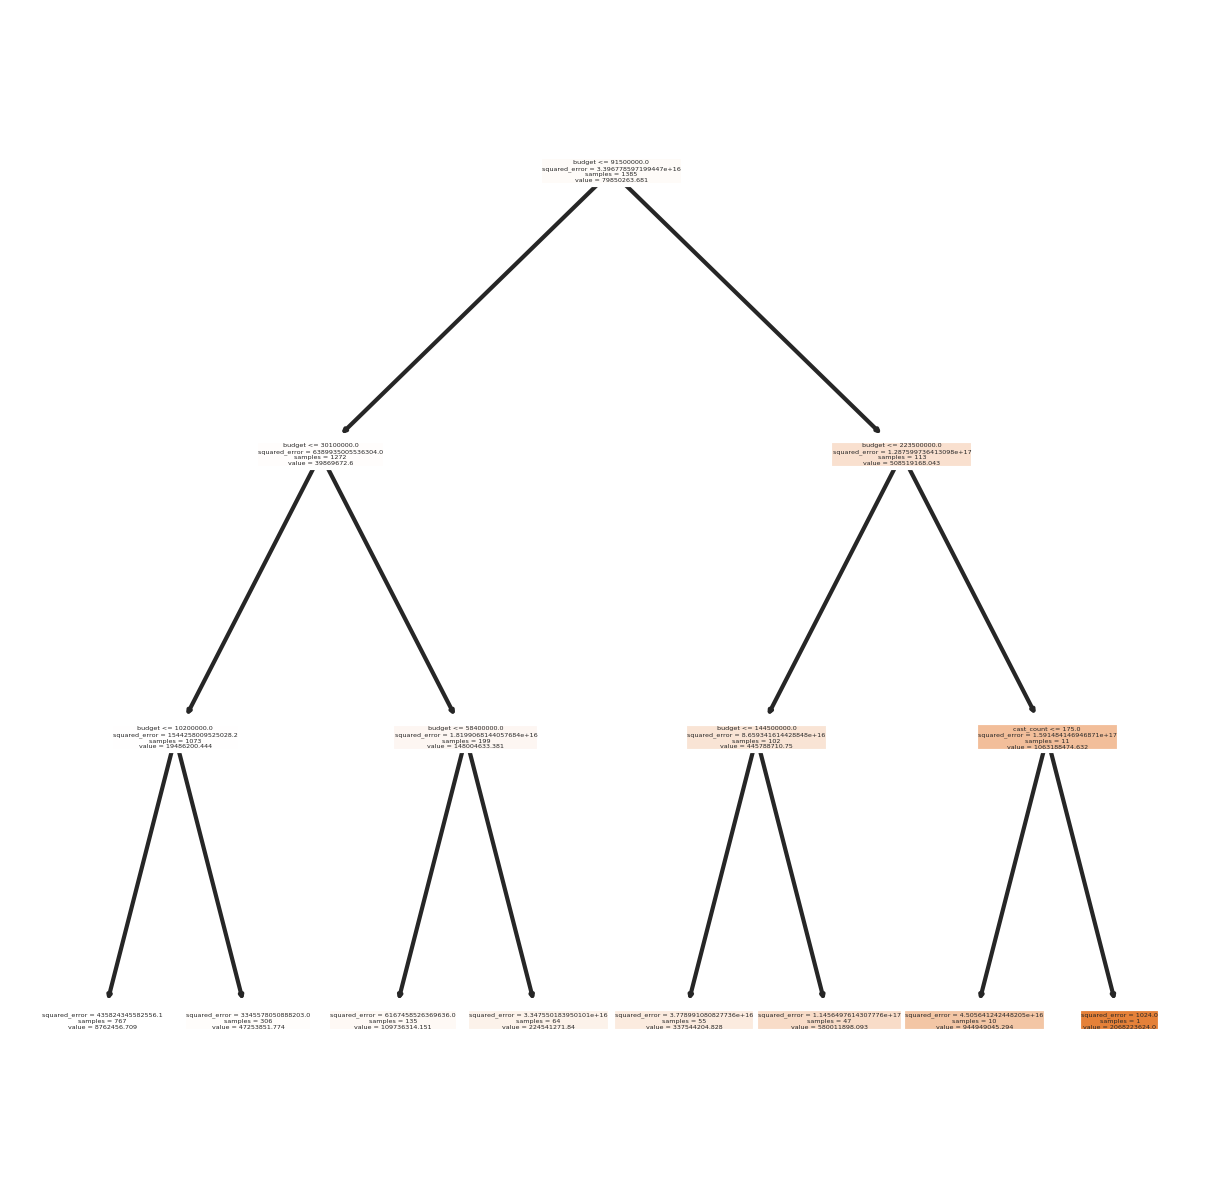 budget <= 91500000.0
squared_error = 3.396778597199447e+16
samples = 1385
value = 79850263.681
budget <= 30100000.0
squared_error = 6389935005536304.0
samples = 1272
value = 39869672.6
budget <= 223500000.0
squared_error = 1.287599736413098e+17
samples = 113
value = 508519168.043
budget <= 10200000.0
squared_error = 1544258009525028.2
samples = 1073
value = 19486200.444
budget <= 58400000.0
squared_error = 1.8199068144057684e+16
samples = 199
value = 148004633.381
budget <= 144500000.0
squared_error = 8.659341614428848e+16
samples = 102
value = 445788710.75
cast_count <= 175.0
squared_error = 1.591484146946871e+17
samples = 11
value = 1063188474.632
squared_error = 435824345582556.1
samples = 767
value = 8762456.709
squared_error = 3345578050888203.0
samples = 306
value = 47253851.774
squared_error = 6167458526369636.0
samples = 135
value = 109736314.151
squared_error = 3.347550183950101e+16
samples = 64
value = 224541271.84
squared_error = 3.778991080827736e+16
samples = 55
value = 337544204.828
squared_error = 1.1456497614307776e+17
samples = 47
value = 580011898.093
squared_error = 4.505641242448205e+16
samples = 10
value = 944949045.294
squared_error = 1024.0
samples = 1
value = 2068223624.0